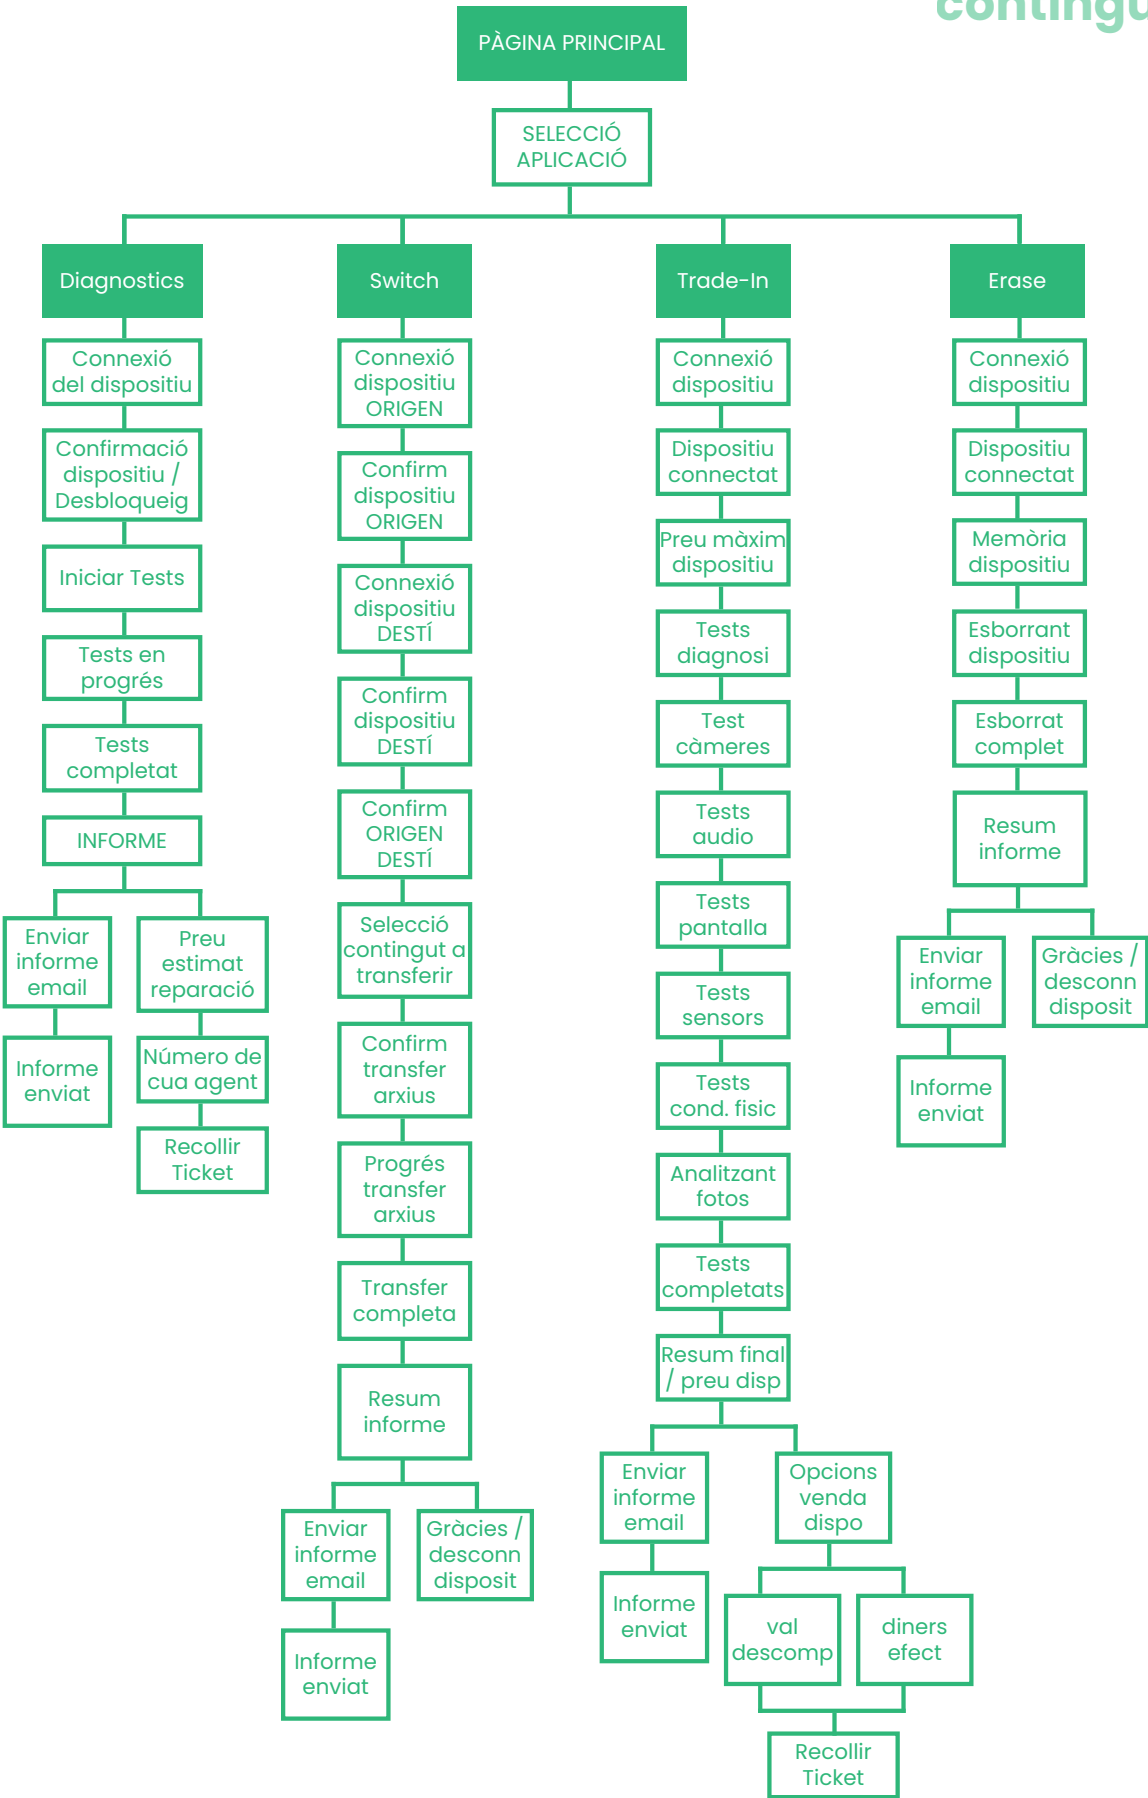 contingu
PÀGINA PRINCIPAL
SELECCIÓ
APLICACIÓ
Diagnostics
Connexió
del dispositiu
Confirmació
dispositiu /
Desbloqueig
Iniciar Tests
Tests en
progrés
Tests
completat
INFORME
Enviar
informe
email
Informe
enviat
Preu
estimat
reparació
Número de
cua agent
Recollir
Ticket
Switch
Connexió
dispositiu
ORIGEN
Confirm
dispositiu
ORIGEN
Connexió
dispositiu
DESTÍ
Confirm
dispositiu
DESTÍ
Confirm
ORIGEN
DESTÍ
Selecció
contingut a
transferir
Confirm
transfer
arxius
Progrés
transfer
arxius
Transfer
completa
Resum
informe
Enviar
informe
email
Informe
enviat
Gràcies /
desconn
disposit
Trade-In
Connexió
dispositiu
Dispositiu
connectat
Preu màxim
dispositiu
Tests
diagnosi
Test
càmeres
Tests
audio
Tests
pantalla
Tests
sensors
Tests
cond. fisic
Analitzant
fotos
Tests
completats
Resum final
/ preu disp
Enviar
informe
email
Informe
enviat
Opcions
venda
dispo
val
descomp
diners
efect
Recollir
Ticket
Erase
Connexió
dispositiu
Dispositiu
connectat
Memòria
dispositiu
Esborrant
dispositiu
Esborrat
complet
Resum
informe
Enviar
informe
email
Informe
enviat
Gràcies /
desconn
disposit